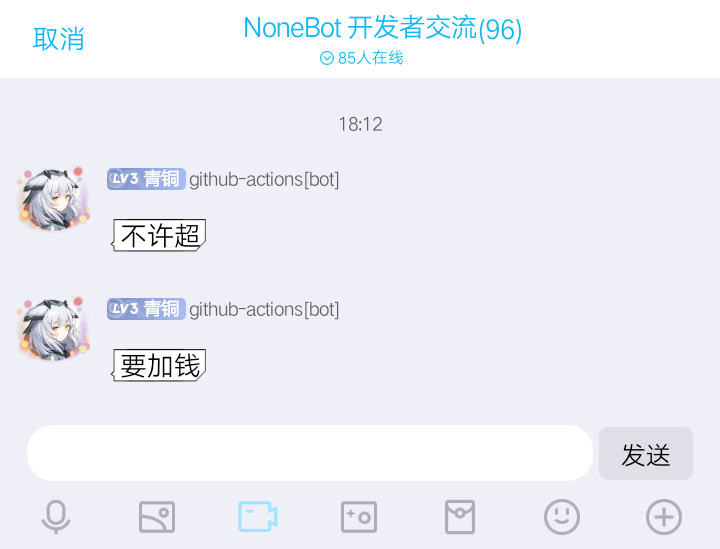 取消
NoneBot 开发者交流(96)
85人在线
18:12
LV3 青铜 github-actions[bot]
不许超
LV3 青铜 github-actions[bot]
要加钱
发送